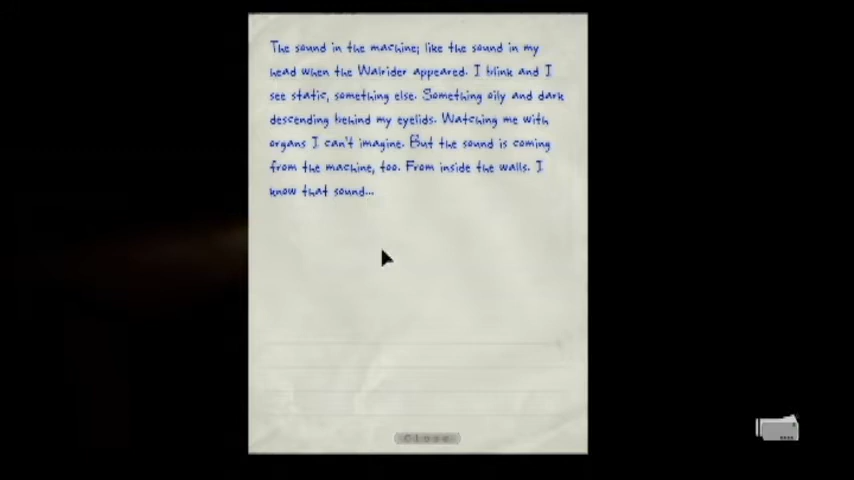 The sound in the machine; like the sound in my
head when the Walrider appeared. I blink and I
see static, something else. Something oily and dark
descending behind my eyelids. Watching me with
organs I can't imagine. But the sound is coming
from the machine, too. From inside the walls. I
know that sound...
Close